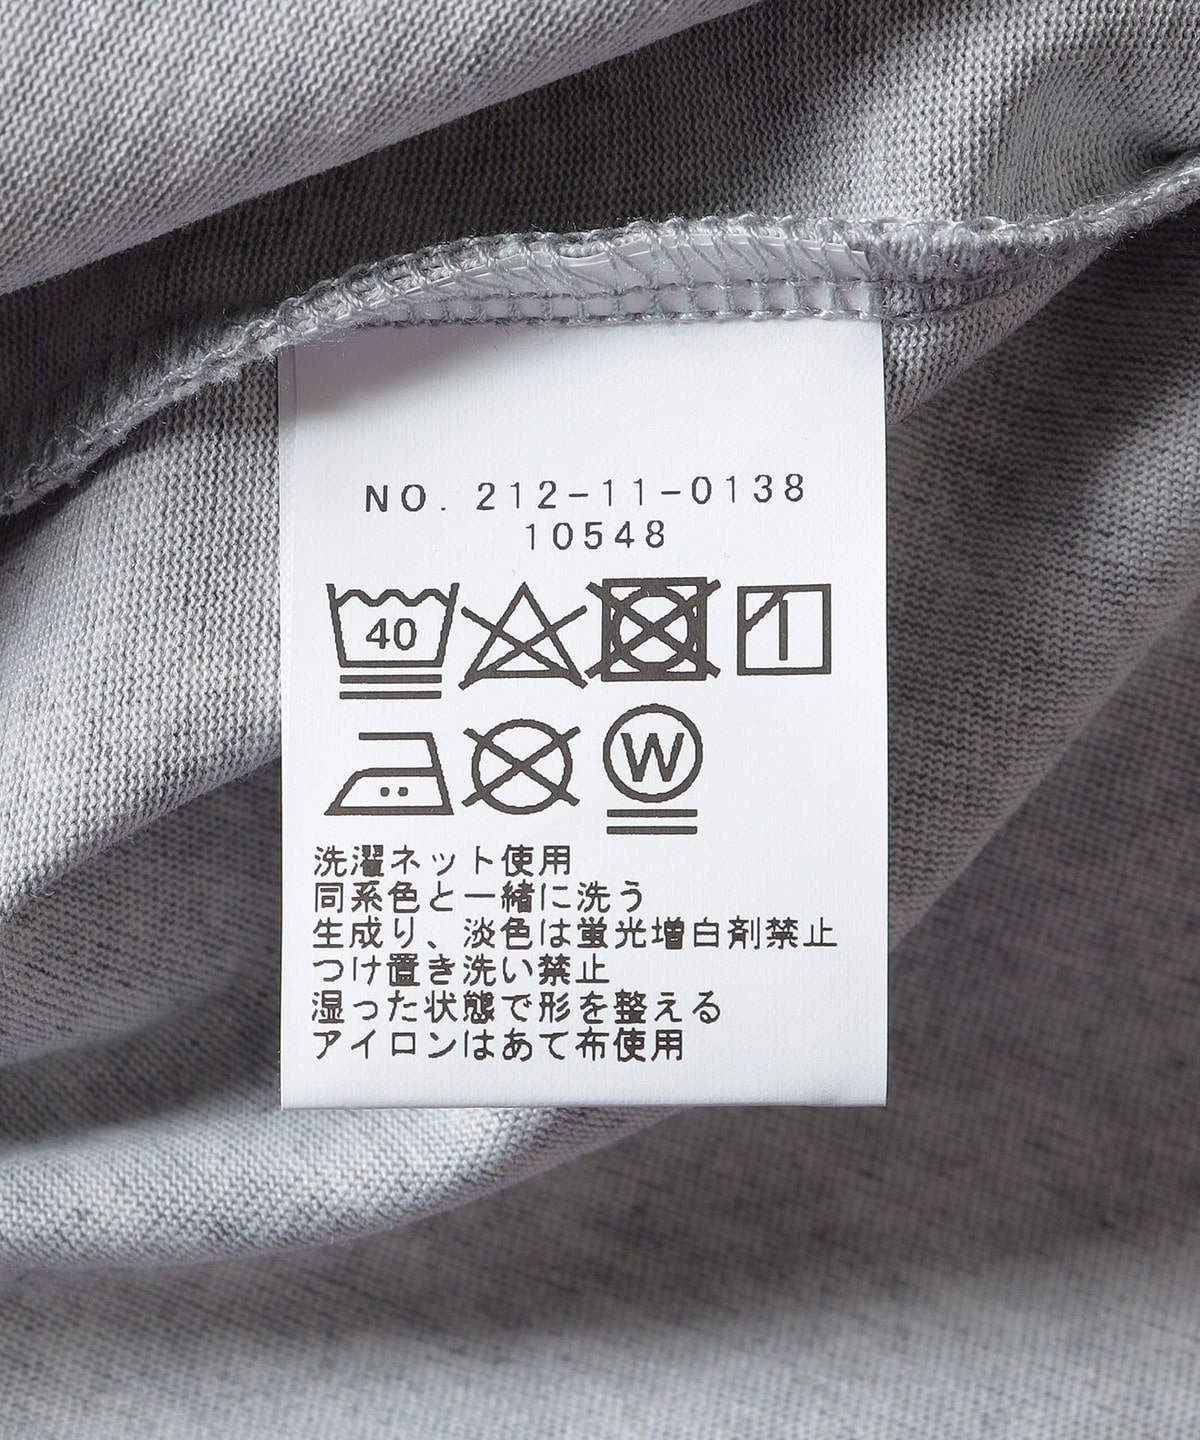 NO. 212-11-0138
10548
40
W
洗濯ネット使用
同系色と一緒に洗う
生成り、淡色は蛍光増白剤禁止
つけ置き洗い禁止
湿った状態で形を整える
アイロンはあて布使用